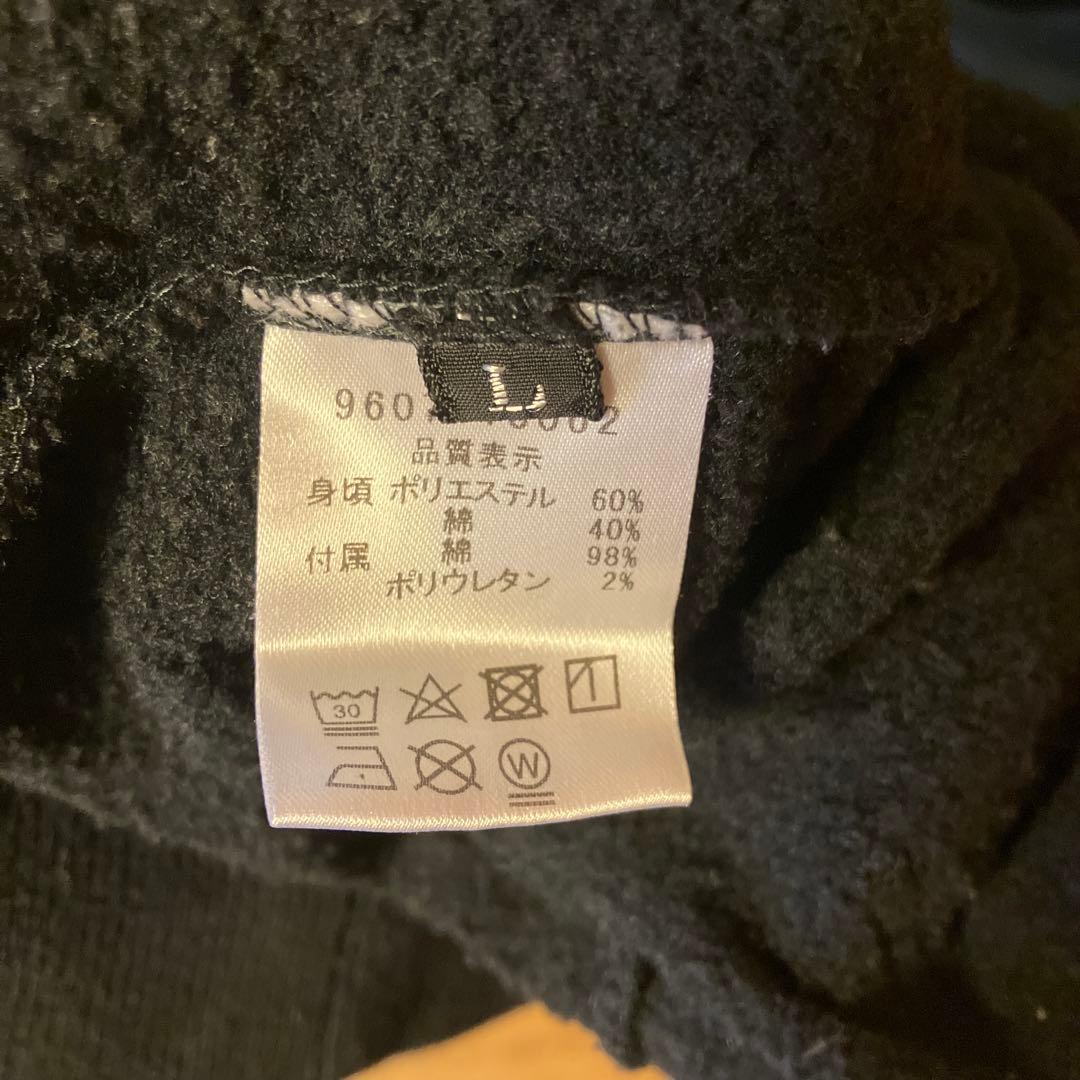 L
品質表示
身頃 ポリエステル 60%
綿 40%
付属 綿 98%
ポリウレタン 2%
30
W